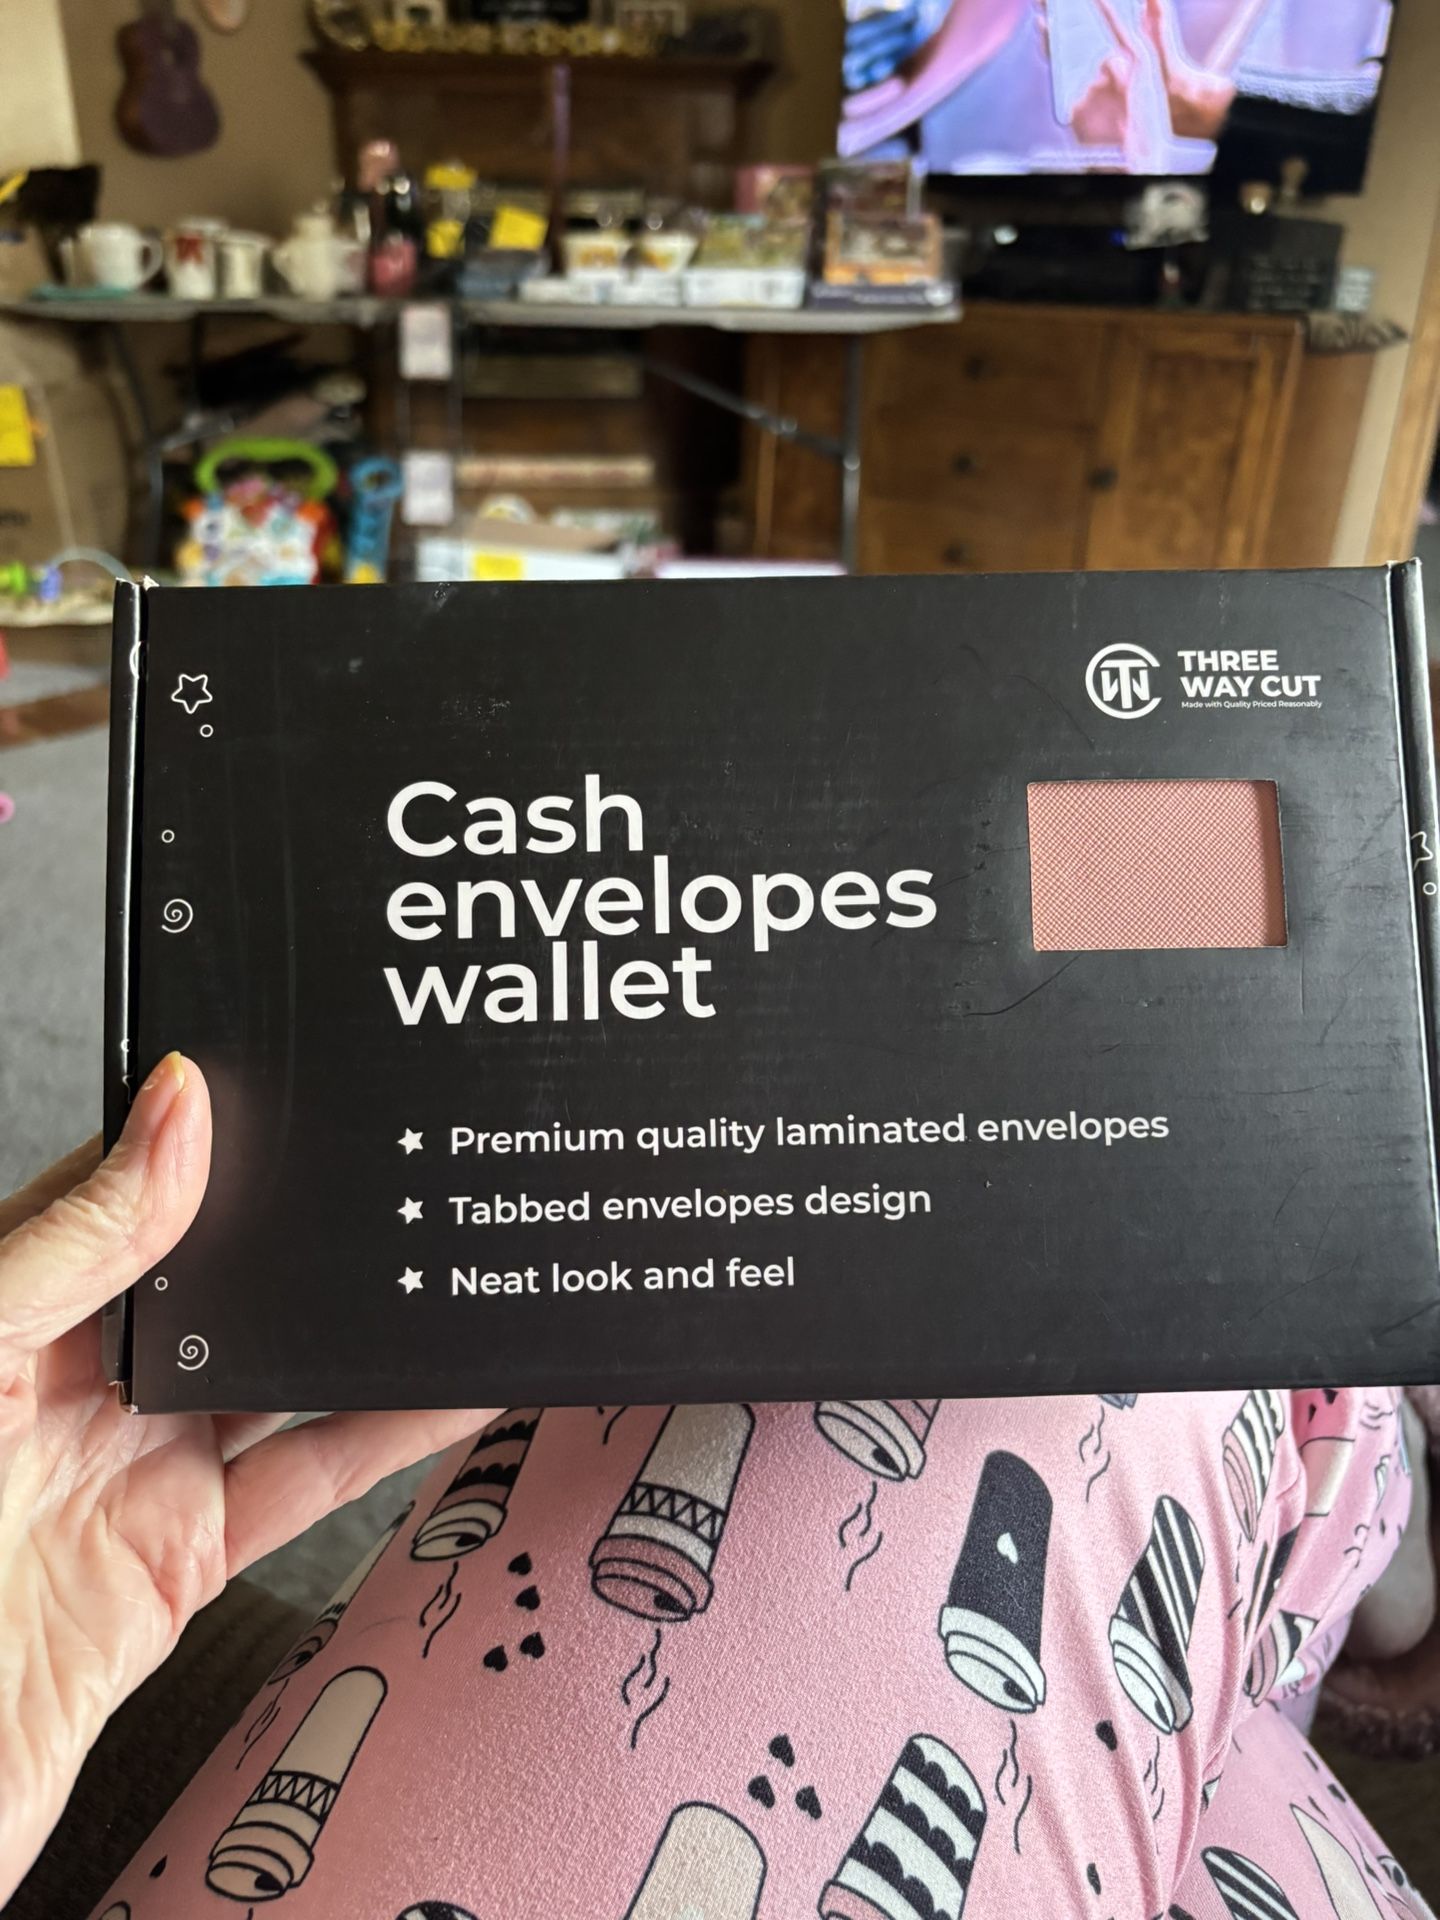 THREE
WAY CUT
Made with Quality Priced Reasonably
Cash
envelopes
wallet
Premium quality laminated envelopes
Tabbed envelopes design
Neat look and feel